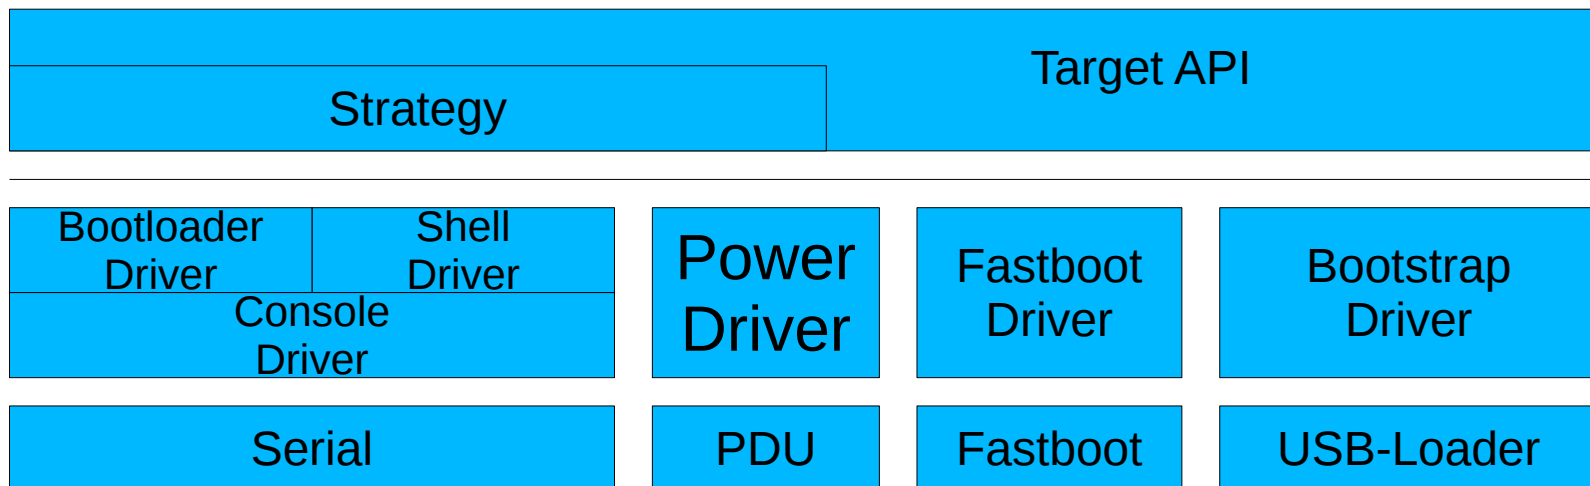 Target API
Strategy
Bootloader
Driver
Shell
Driver
Console
Driver
Power
Driver
Fastboot
Driver
Bootstrap
Driver
Serial
PDU
Fastboot
USB-Loader